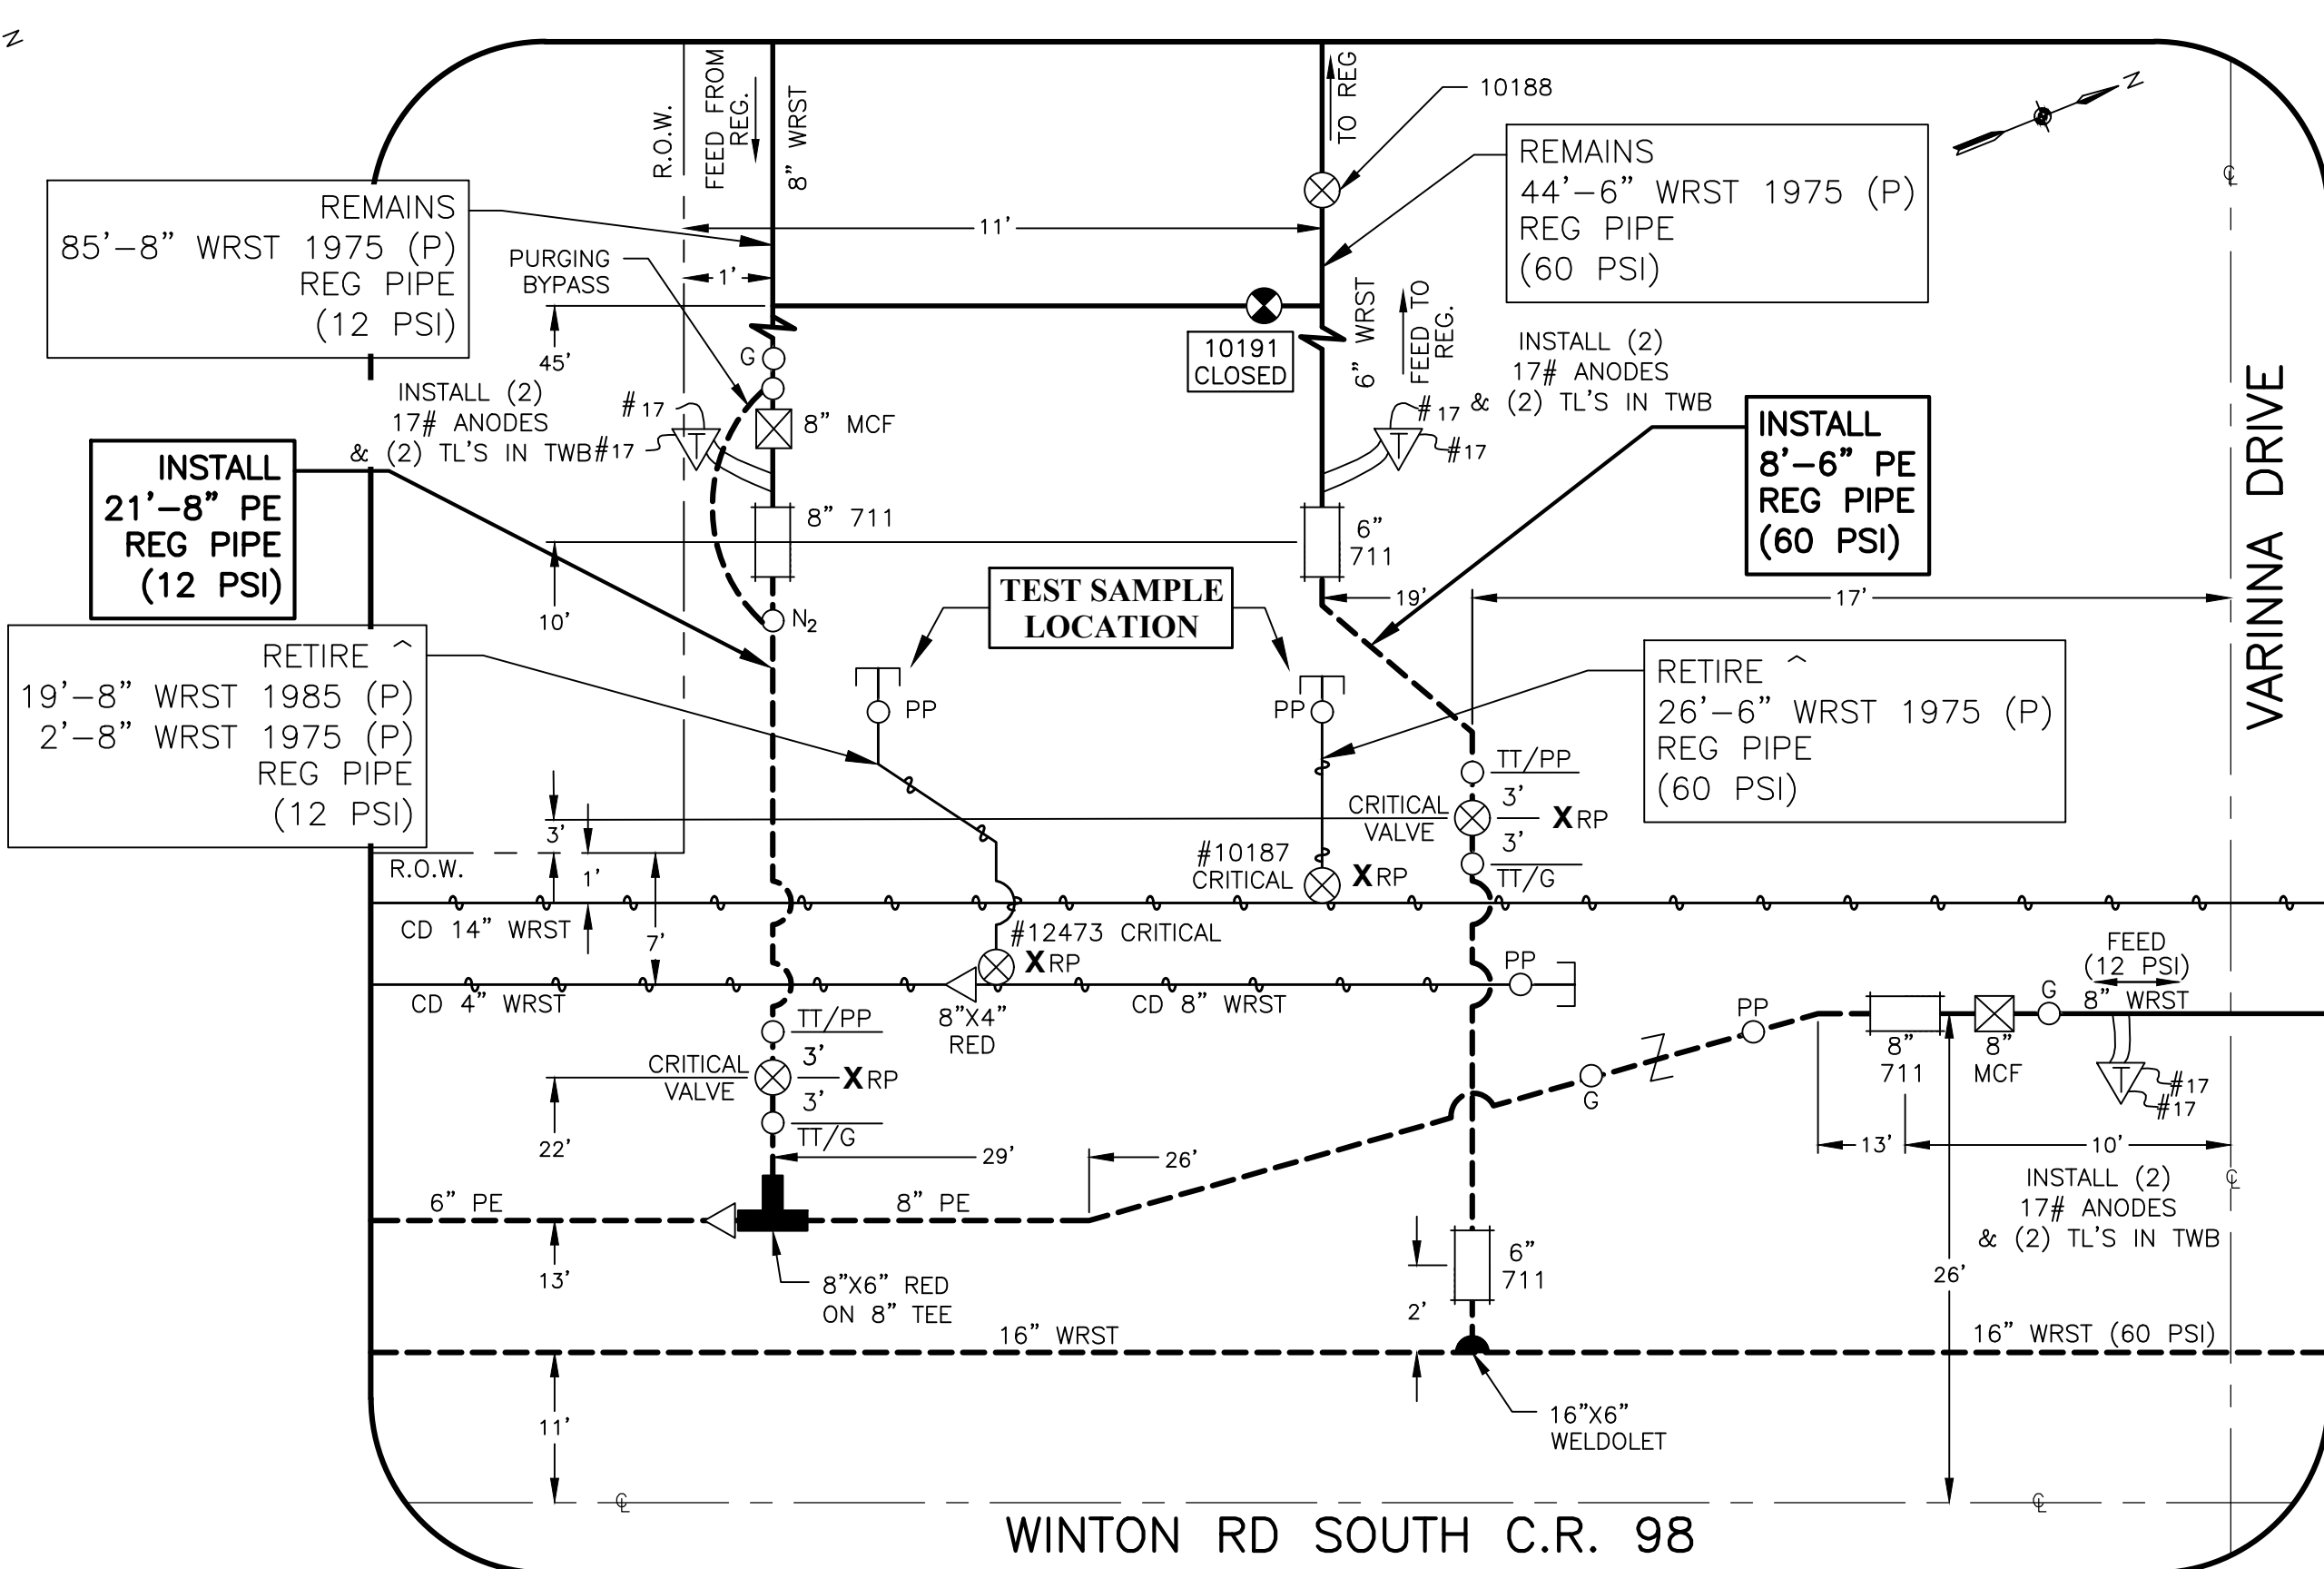 N
R.O.W.
FEED FROM
REG.
8" WRST
TO REG
10188
N
REMAINS
44'-6" WRST 1975 (P)
REG PIPE
(60 PSI)
REMAINS
85'-8" WRST 1975 (P)
REG PIPE
(12 PSI)
11'
1'
PURGING
BYPASS
45'
G
10191
CLOSED
6" WRST
FEED TO
REG.
INSTALL (2)
17# ANODES
& (2) TL'S IN TWB
#17
#17
INSTALL (2)
17# ANODES
& (2) TL'S IN TWB
#17
#17
T
T
8" MCF
INSTALL
21'-8" PE
REG PIPE
(12 PSI)
INSTALL
8'-6" PE
REG PIPE
(60 PSI)
VARINNA DRIVE
8" 711
6"
711
10'
N2
TEST SAMPLE
LOCATION
19'
17'
RETIRE ^
19'-8" WRST 1985 (P)
2'-8" WRST 1975 (P)
REG PIPE
(12 PSI)
PP
PP
RETIRE ^
26'-6" WRST 1975 (P)
REG PIPE
(60 PSI)
TT/PP
3'
CRITICAL
VALVE
X RP
3'
TT/G
3'
1'
R.O.W.
7'
#10187
CRITICAL
X RP
CD 14" WRST
#12473 CRITICAL
X RP
CD 4" WRST
8"X4"
RED
CD 8" WRST
PP
FEED
(12 PSI)
8" WRST
G
PP
8"
711
8"
MCF
T
#17
#17
TT/PP
3'
CRITICAL
VALVE
X RP
3'
TT/G
G
22'
29'
26'
13'
10'
INSTALL (2)
17# ANODES
& (2) TL'S IN TWB
6" PE
8" PE
13'
8"X6" RED
ON 8" TEE
6"
711
2'
26'
16" WRST
16" WRST (60 PSI)
11'
16"X6"
WELDOLET
WINTON RD SOUTH C.R. 98